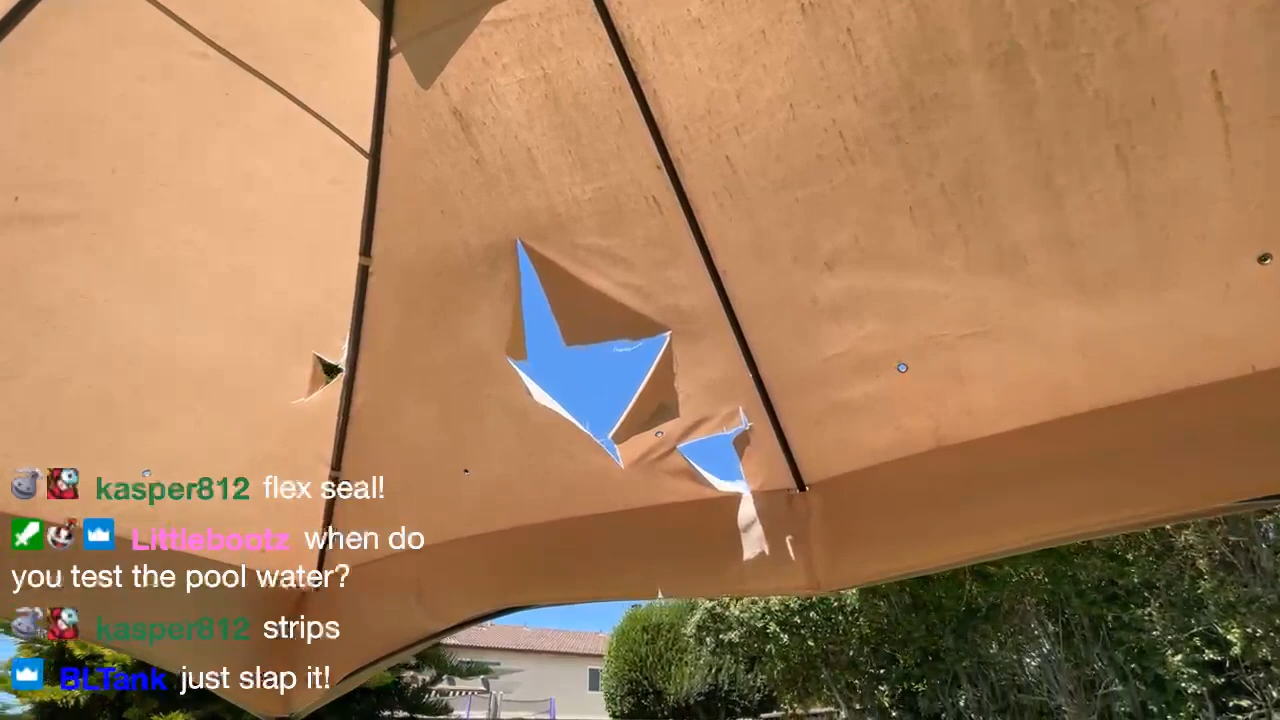 kasper812 flex seal!
Littlebootz when do
you test the pool water?
kasper812 strips
BLTank just slap it!